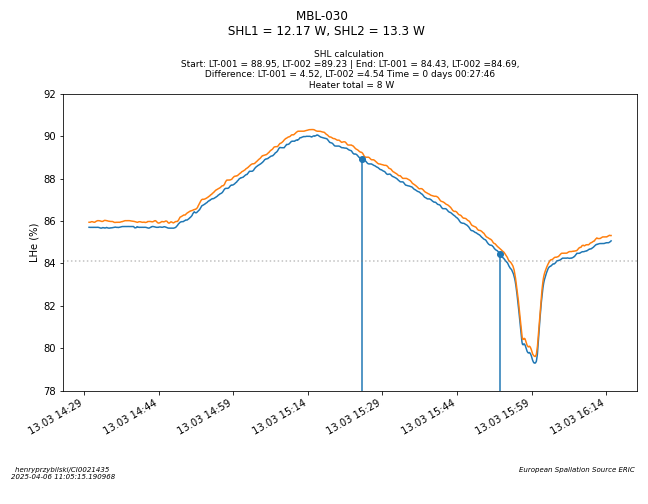 MBL-030
SHL1 = 12.17 W, SHL2 = 13.3 W
SHL calculation
Start: LT-001 = 88.95, LT-002 =89.23 | End: LT-001 = 84.43, LT-002 =84.69,
Difference: LT-001 = 4.52, LT-002 =4.54 Time = 0 days 00:27:46
Heater total = 8 W
92
90
88
86
84
82
80
78
LHe (%)
13.03 14:29
13.03 14:44
13.03 14:59
13.03 15:14
13.03 15:29
13.03 15:44
13.03 15:59
13.03 16:14
henryprzybilski/CI0021435
2025-04-06 11:05:15.190968
European Spallation Source ERIC